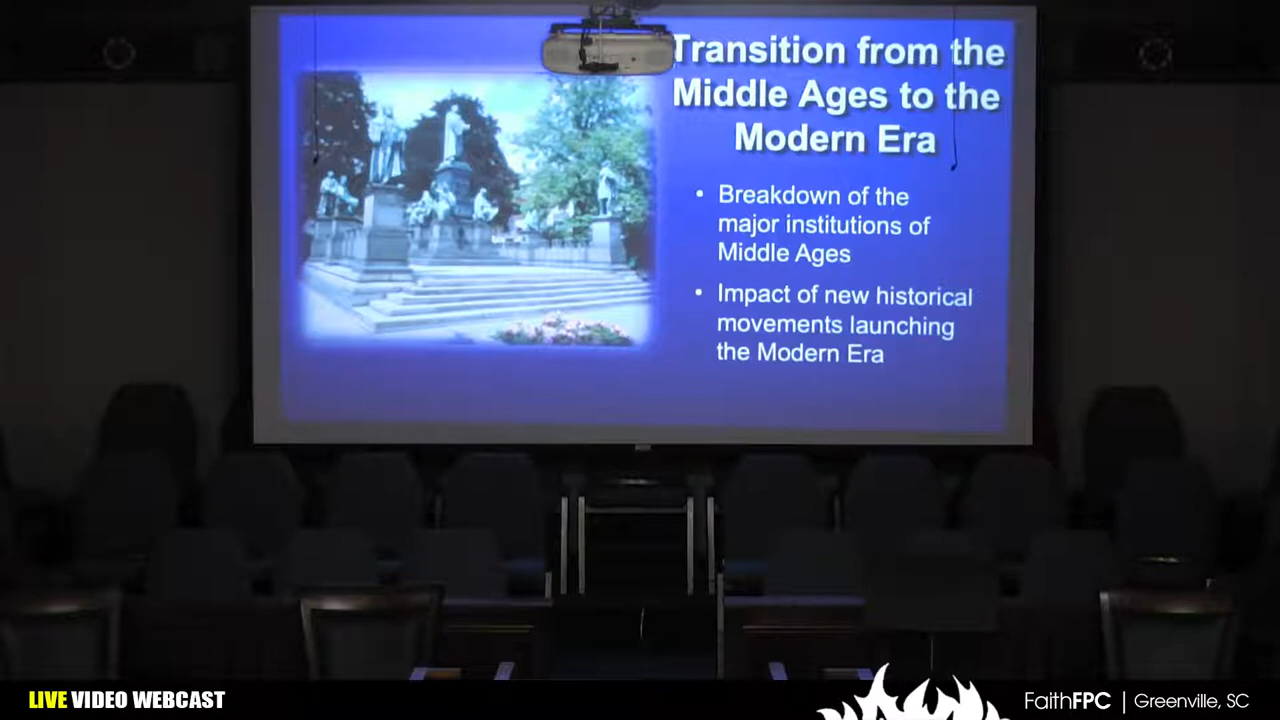 Transition from the
Middle Ages to the
Modern Era
• Breakdown of the
major institutions of
Middle Ages
• Impact of new historical
movements launching
the Modern Era
LIVE VIDEO WEBCAST
FaithFPC | Greenville, SC